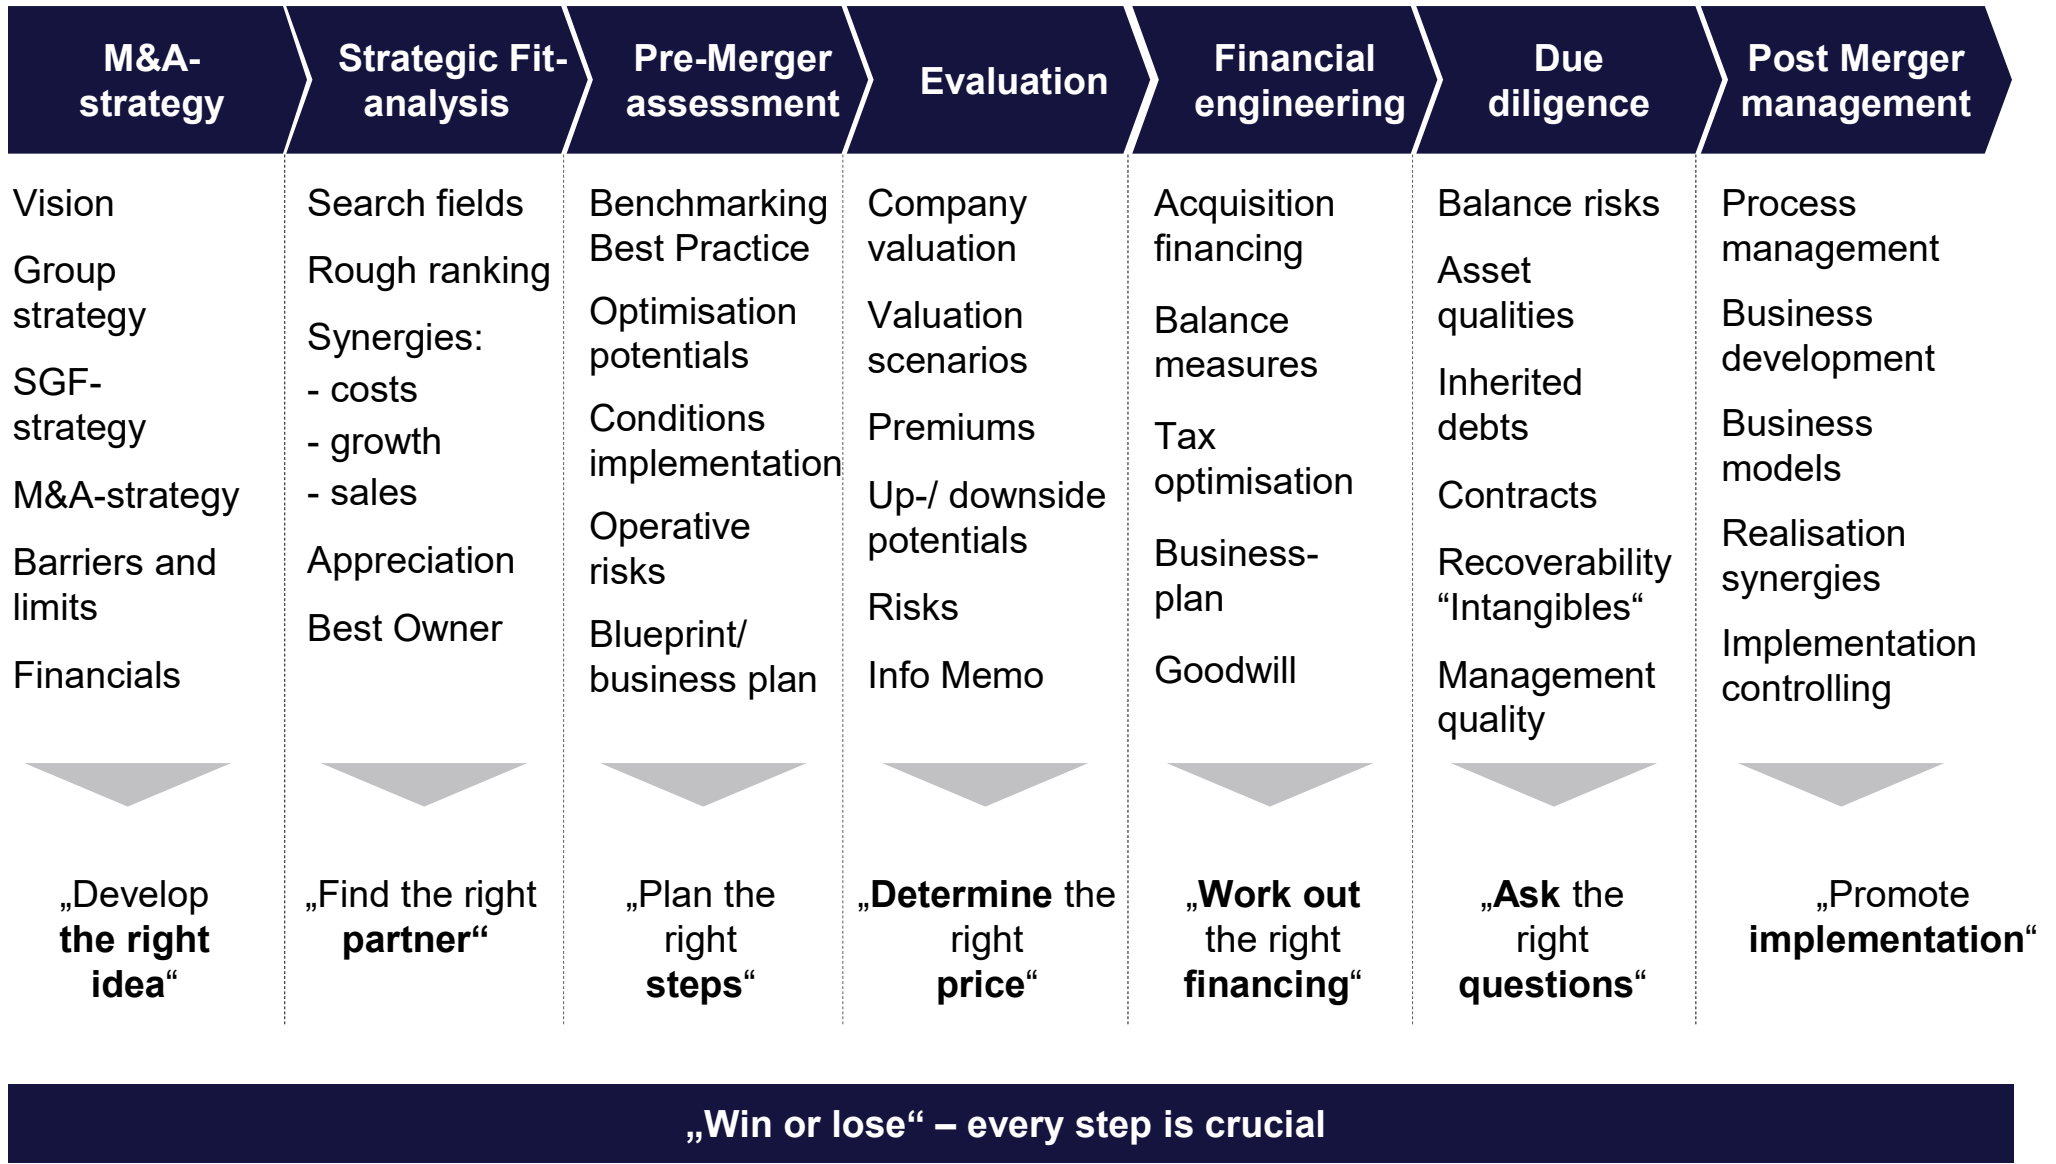 M&A-
strategy
Strategic Fit-
analysis
Pre-Merger
assessment
Evaluation
Financial
engineering
Due
diligence
Post Merger
management
Vision
Group
strategy
SGF-
strategy
M&A-strategy
Barriers and
limits
Financials
Search fields
Rough ranking
Synergies:
- costs
- growth
- sales
Appreciation
Best Owner
Benchmarking
Best Practice
Optimisation
potentials
Conditions
implementation
Operative
risks
Blueprint/
business plan
Company
valuation
Valuation
scenarios
Premiums
Up-/ downside
potentials
Risks
Info Memo
Acquisition
financing
Balance
measures
Tax
optimisation
Business-
plan
Goodwill
Balance risks
Asset
qualities
Inherited
debts
Contracts
Recoverability
“Intangibles“
Management
quality
Process
management
Business
development
Business
models
Realisation
synergies
Implementation
controlling
„Develop
the right
idea“
„Find the right
partner“
„Plan the
right
steps“
„Determine the
right
price“
„Work out
the right
financing“
„Ask the
right
questions“
„Promote
implementation“
„Win or lose“ – every step is crucial